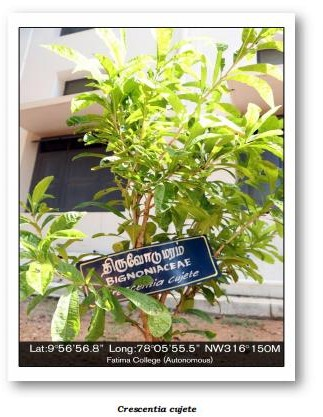 திருவோடுமரம்
BIGNONIACEAE
Crescentia cujete
Lat:9°56'56.8" Long:78°05'55.5" NW316° 150M
Fatima College (Autonomous)
Crescentia cujete